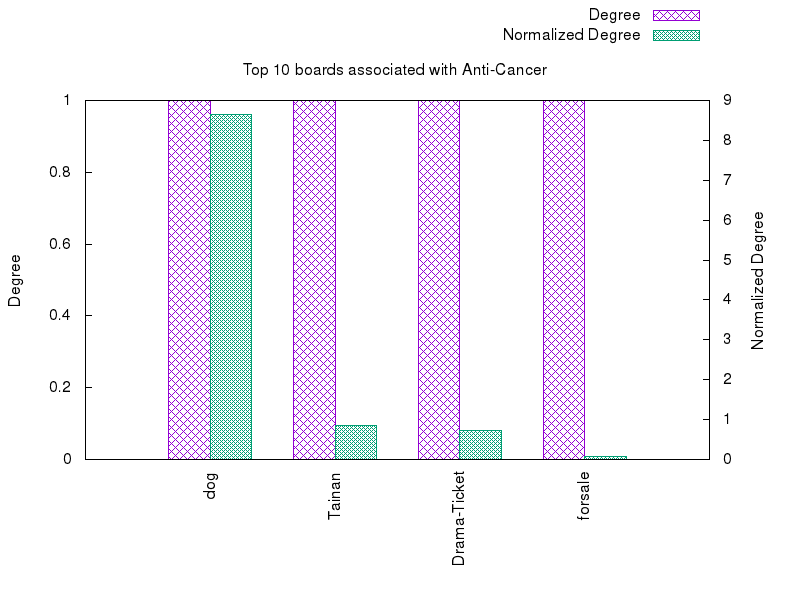 Degree
Normalized Degree
Top 10 boards associated with Anti-Cancer
1
0.8
0.6
0.4
0.2
0
9
8
7
6
5
4
3
2
1
0
Degree
Normalized Degree
dog
Tainan
Drama-Ticket
forsale